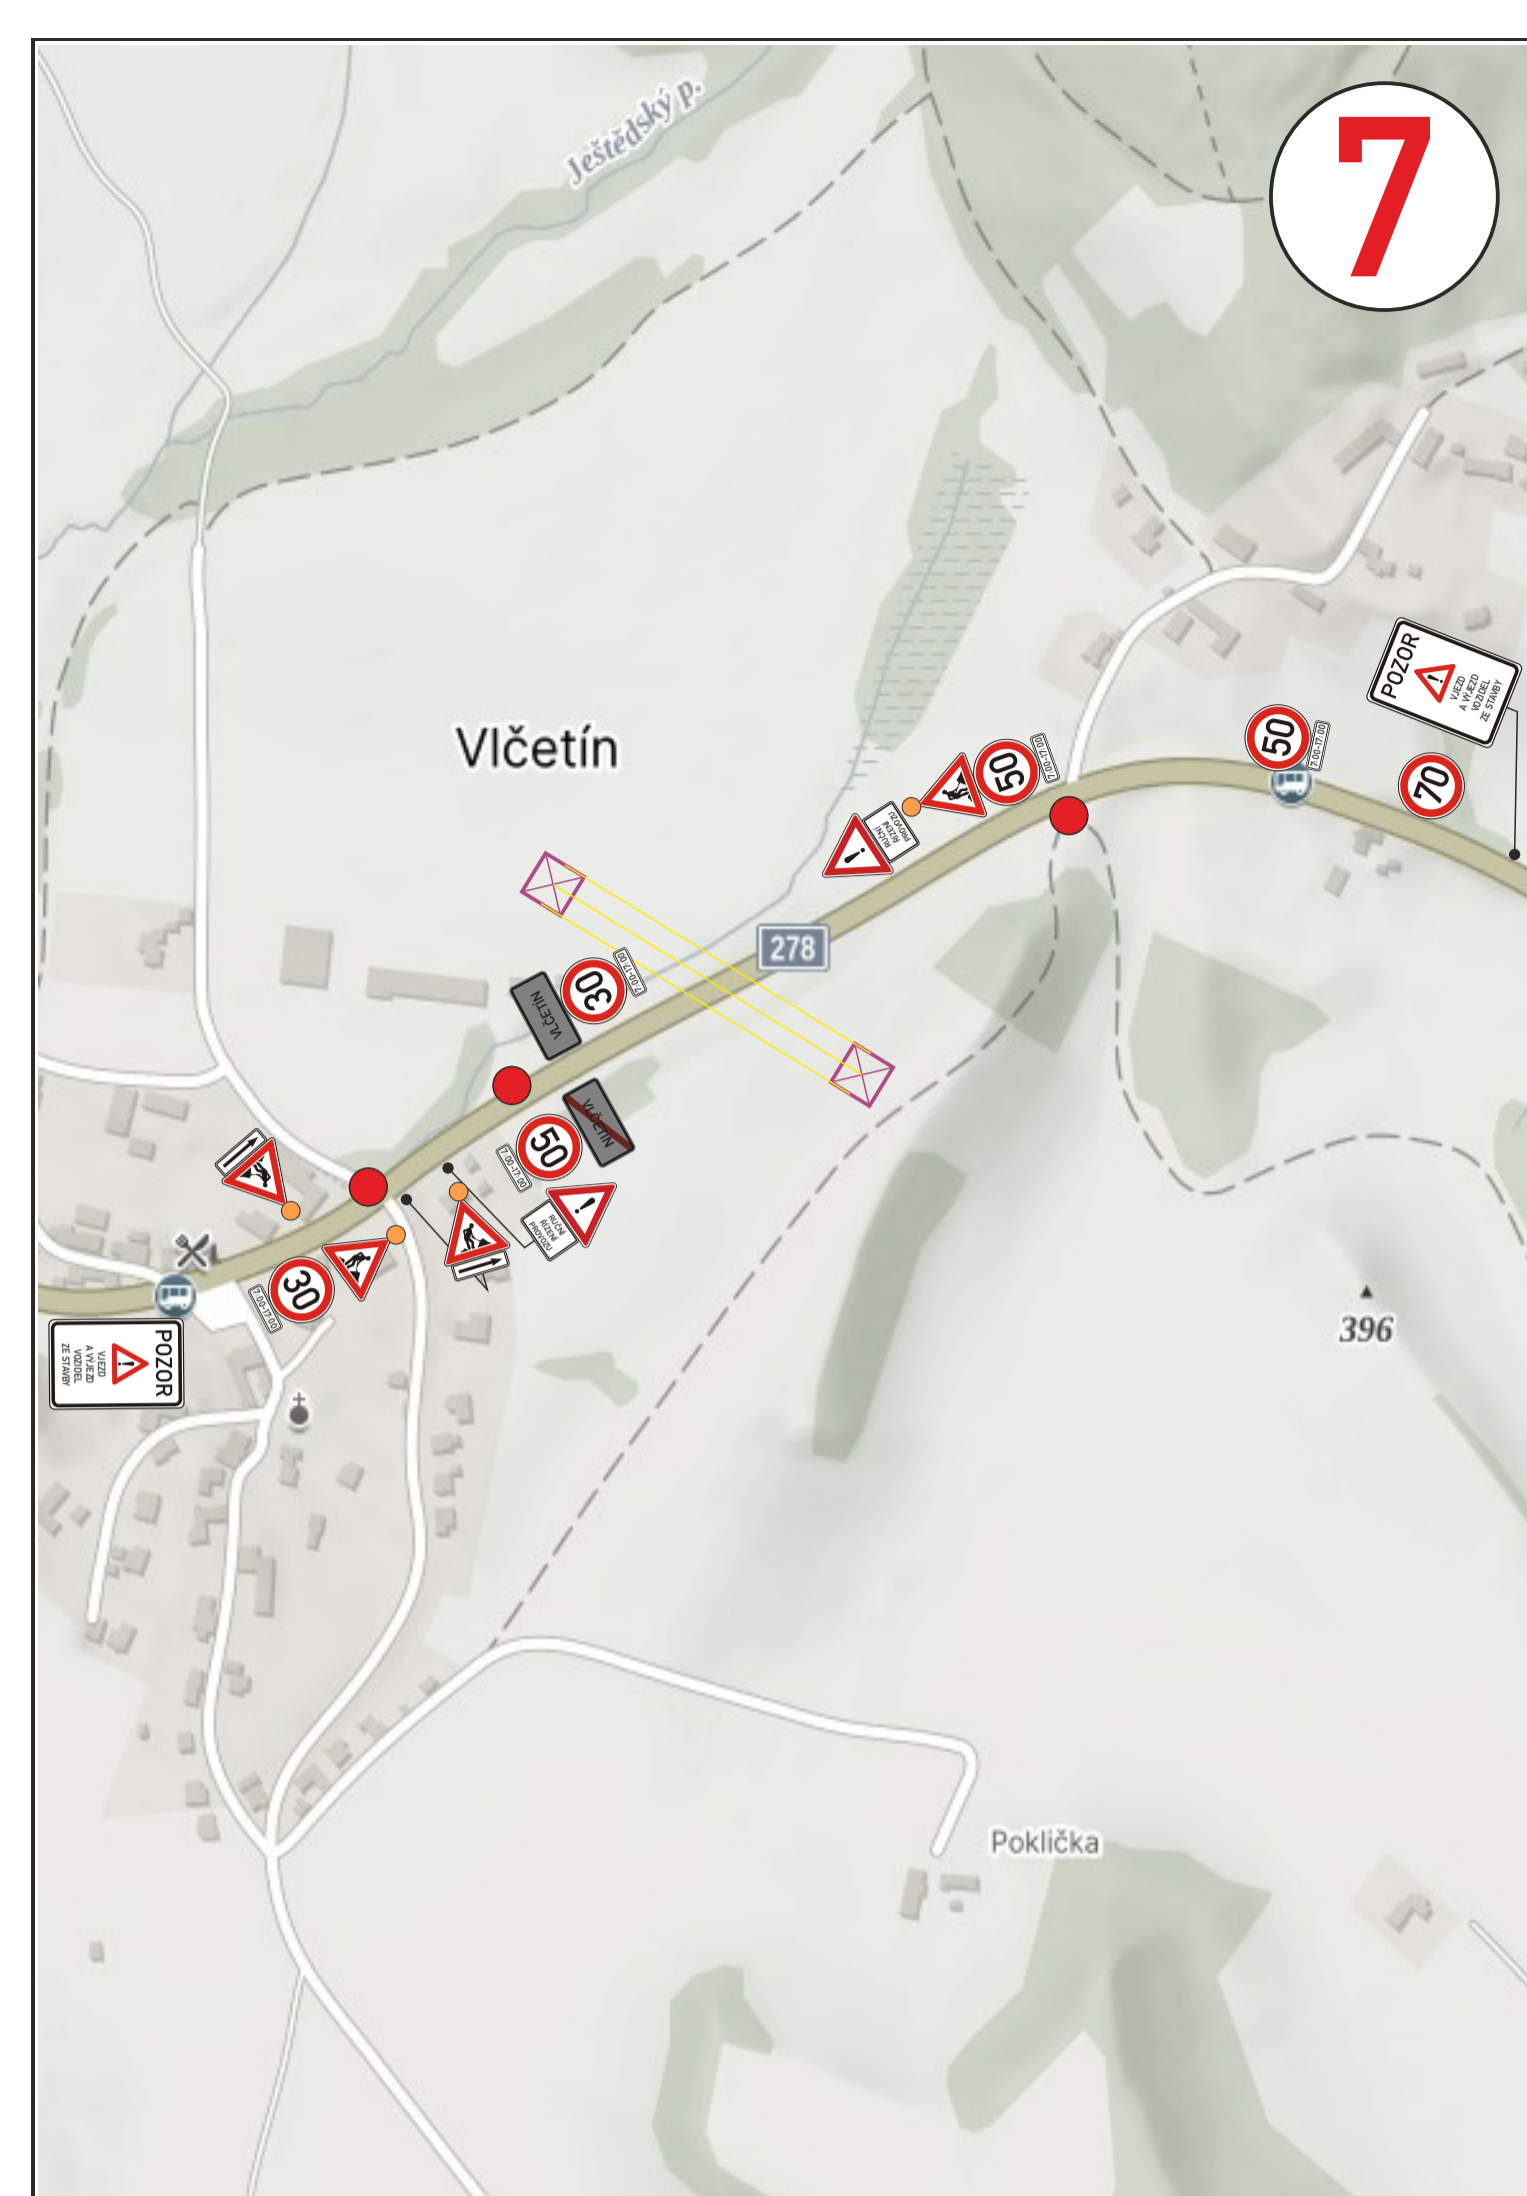 Ještědský p.
7
POZOR
VJEZD
A VÝJEZD
VOZIDEL
ZE STAVBY
50
7:00-17:00
70
Vlčetín
50
7:00-17:00
RUČNÍ
ŘÍZENÍ
PROVOZU
278
30
7:00-17:00
VLČETÍN
VLČETÍN
50
7:00-17:00
RUČNÍ
ŘÍZENÍ
PROVOZU
30
7:00-17:00
POZOR
VJEZD
A VÝJEZD
VOZIDEL
ZE STAVBY
396
Poklička